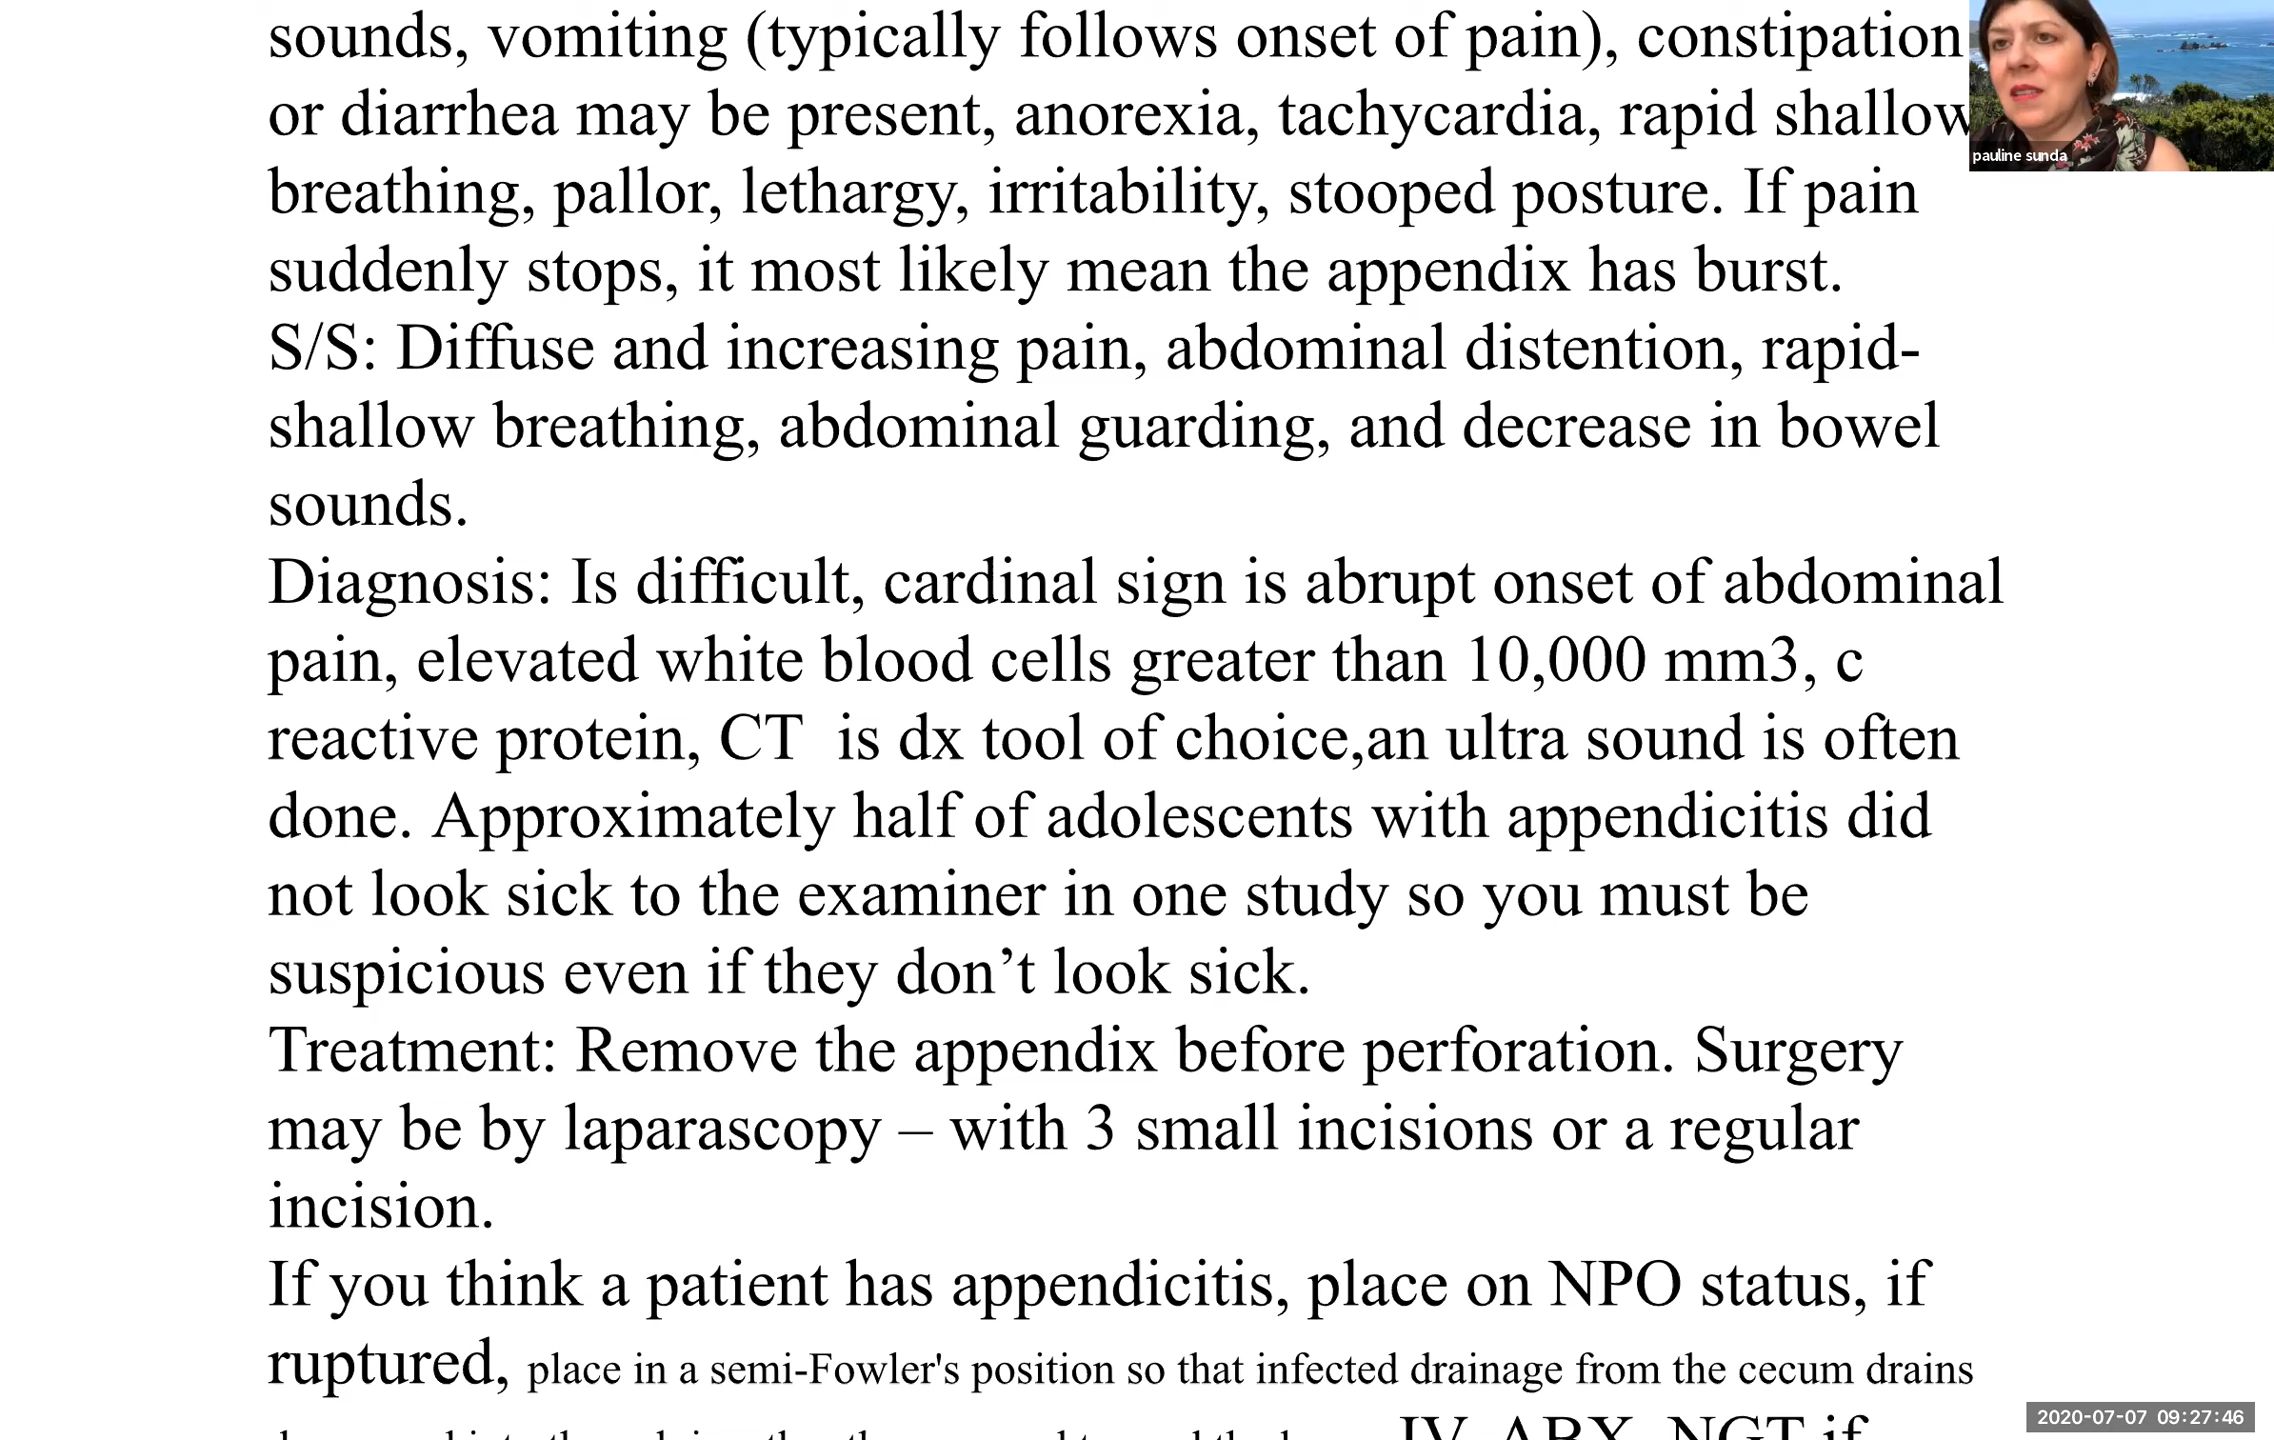 sounds, vomiting (typically follows onset of pain), constipation
or diarrhea may be present, anorexia, tachycardia, rapid shallow
breathing, pallor, lethargy, irritability, stooped posture. If pain
suddenly stops, it most likely mean the appendix has burst.
S/S: Diffuse and increasing pain, abdominal distention, rapid-
shallow breathing, abdominal guarding, and decrease in bowel
sounds.
Diagnosis: Is difficult, cardinal sign is abrupt onset of abdominal
pain, elevated white blood cells greater than 10,000 mm3, c
reactive protein, CT  is dx tool of choice,an ultra sound is often
done. Approximately half of adolescents with appendicitis did
not look sick to the examiner in one study so you must be
suspicious even if they don’t look sick.
Treatment: Remove the appendix before perforation. Surgery
may be by laparascopy – with 3 small incisions or a regular
incision.
If you think a patient has appendicitis, place on NPO status, if
ruptured, place in a semi-Fowler's position so that infected drainage from the cecum drains
IV, ABX, NGT if
pauline sunda
2020-07-07 09:27:46